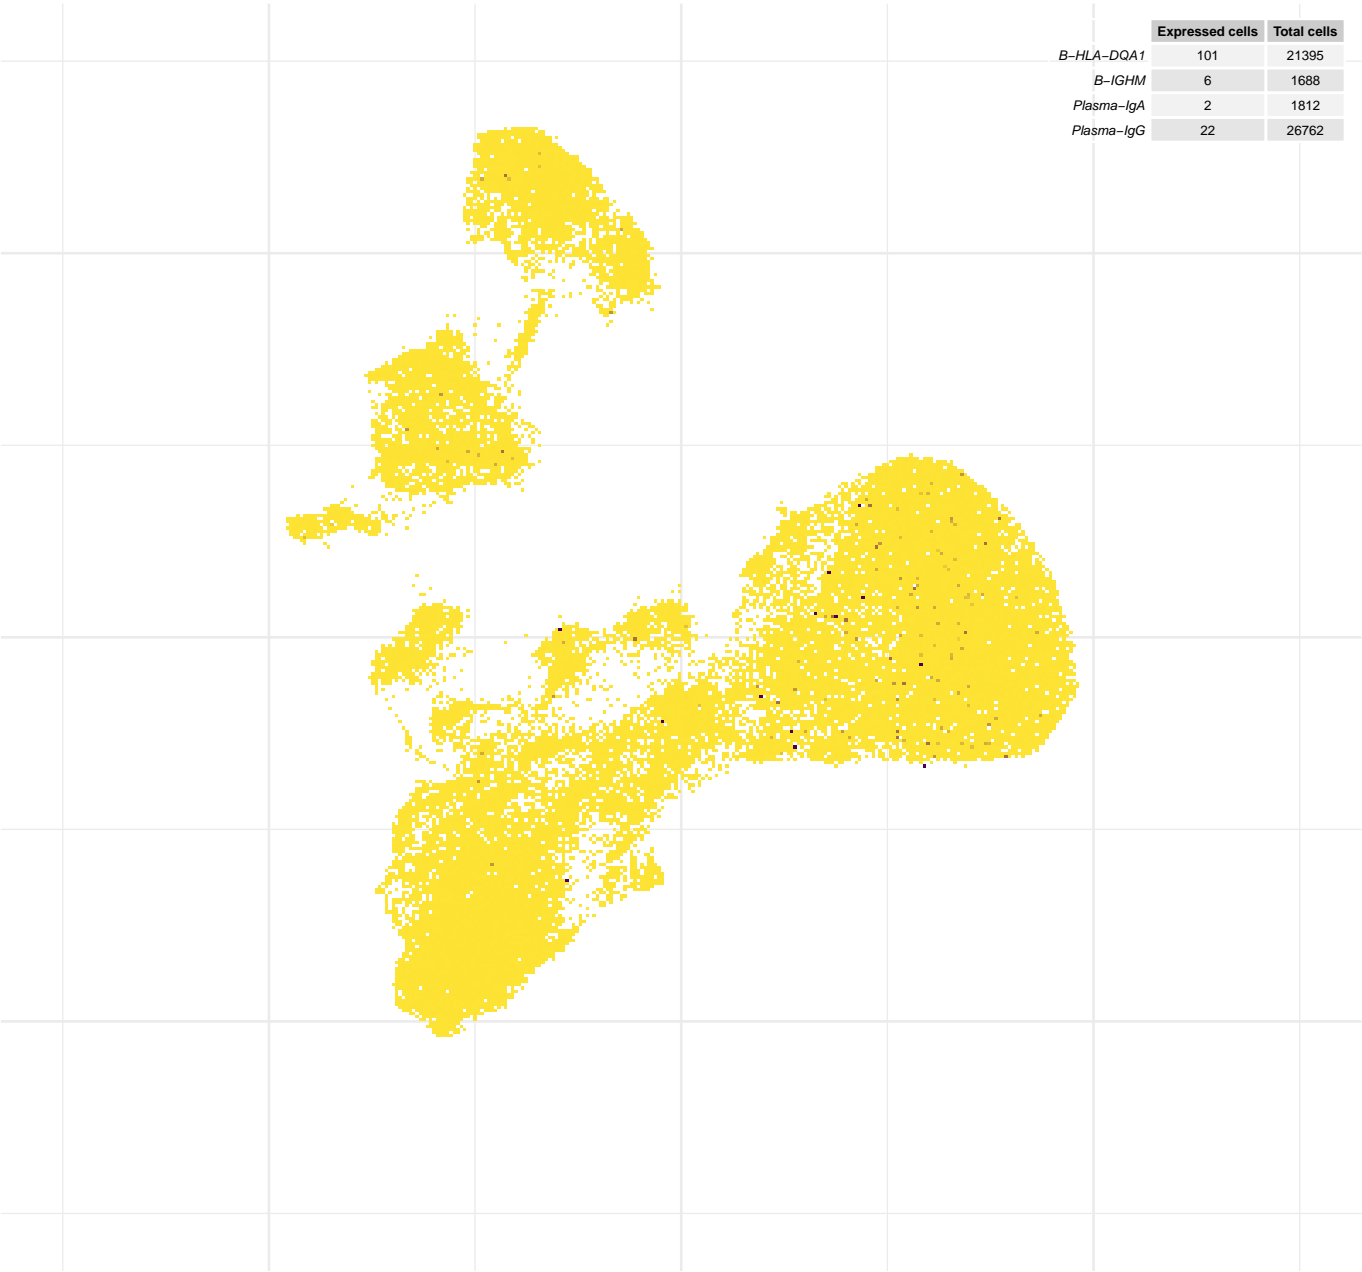 Expressed cells Total cells
B−HLA−DQA1 101 21395
B−IGHM 6 1688
Plasma−IgA 2 1812
Plasma−IgG 22 26762